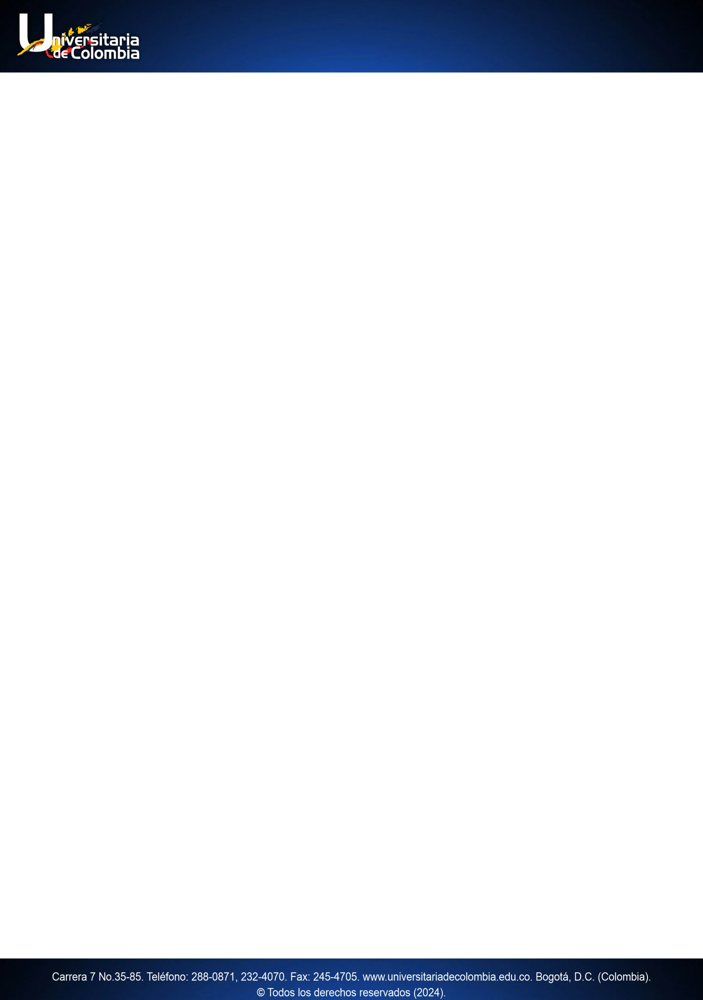 Universitaria
de Colombia
Carrera 7 No.35-85. Teléfono: 288-0871, 232-4070. Fax: 245-4705. www.universitariadecolombia.edu.co. Bogotá, D.C. (Colombia).
© Todos los derechos reservados (2024).